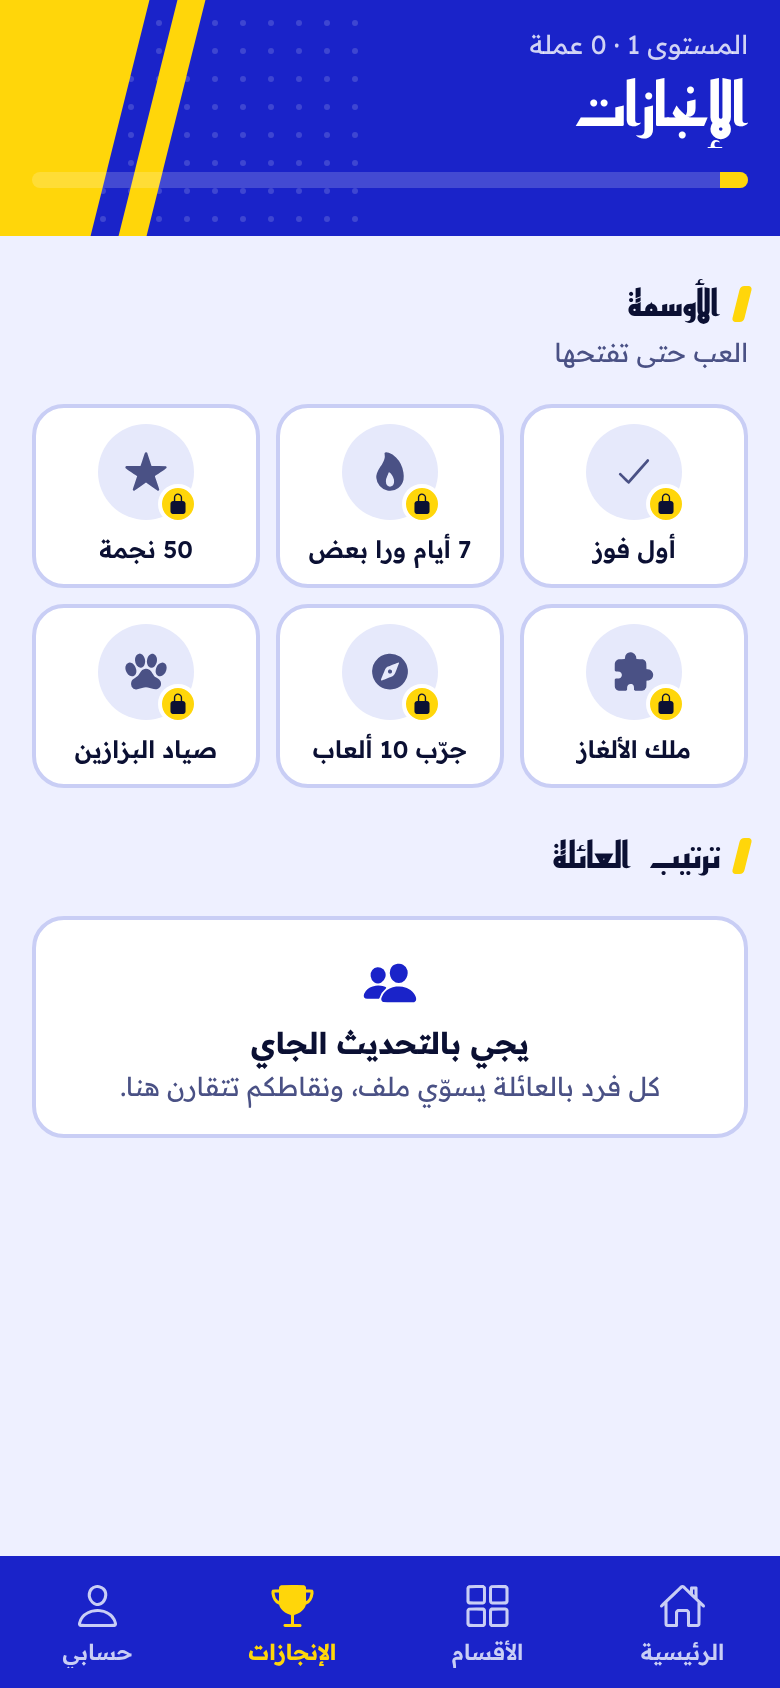 المستوى 1 · 0 عملة
الإنجازات
الأوسمة
العب حتى تفتحها
أول فوز
7 أيام ورا بعض
50 نجمة
ملك الألغاز
جرّب 10 ألعاب
صياد البزازين
ترتيب العائلة
يجي بالتحديث الجاي
كل فرد بالعائلة يسوّي ملف، ونقاطكم تتقارن هنا.
الرئيسية
الأقسام
الإنجازات
حسابي